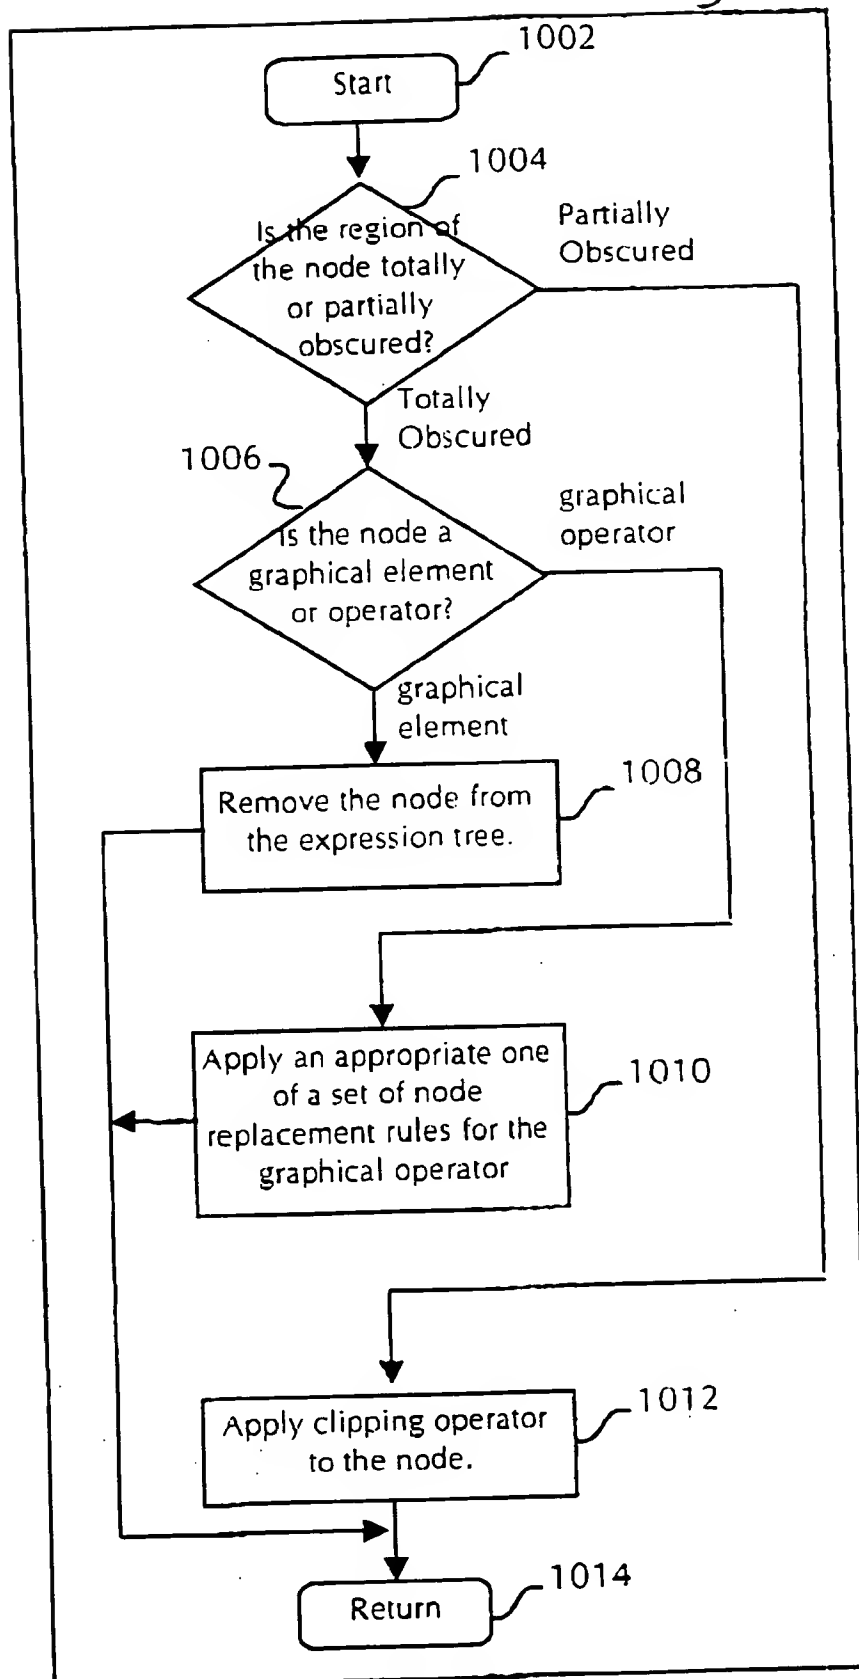 1002
Start
1004
Is the region of
the node totally
or partially
obscured?
Partially
Obscured
Totally
Obscured
1006
Is the node a
graphical element
or operator?
graphical
operator
graphical
element
1008
Remove the node from
the expression tree.
1010
Apply an appropriate one
of a set of node
replacement rules for the
graphical operator
1012
Apply clipping operator
to the node.
1014
Return